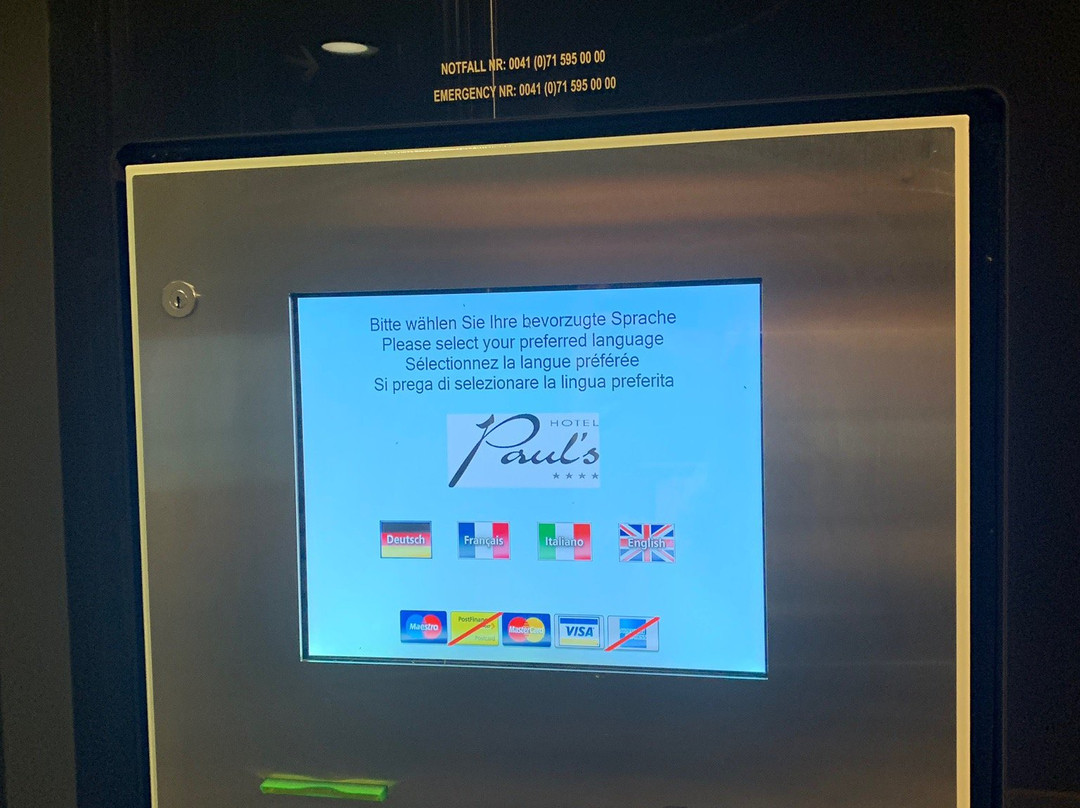 NOTFALL NR: 0041 (0)71 595 00 00
EMERGENCY NR: 0041 (0)71 595 00 00
Bitte wählen Sie Ihre bevorzugte Sprache
Please select your preferred language
Sélectionnez la langue préférée
Si prega di selezionare la lingua preferita
HOTEL
Paul's
Deutsch Français Italiano English
Maestro PostFinance MasterCard VISA